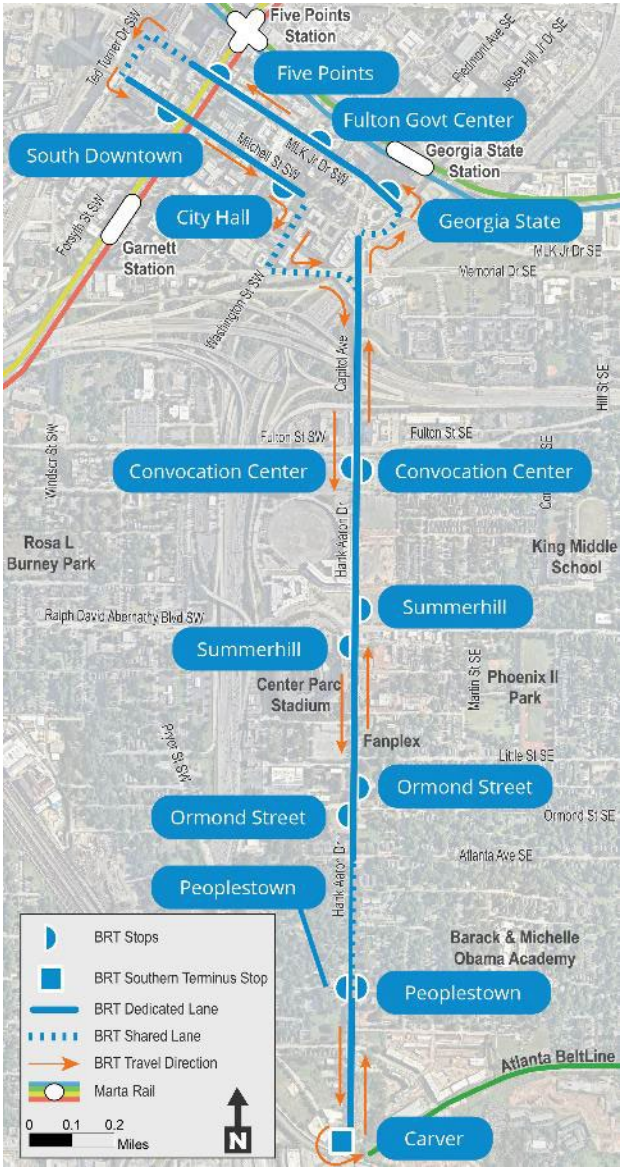 Five Points
Station
Ted Turner Dr SW
Piedmont Ave SE
Jesse Hill Jr Dr SE
Five Points
Fulton Govt Center
Georgia State
Station
South Downtown
Mitchell St SW
MLK Jr Dr SW
City Hall
Georgia State
Forsyth St SW
Garnett
Station
MLK Jr Dr SE
Memorial Dr SE
Washington St SW
Capitol Ave
Hill St SE
Fulton St SW
Fulton St SE
Windsor St SW
Convocation Center
Convocation Center
Hank Aaron Dr
Rosa L
Burney Park
King Middle
School
Ralph David Abernathy Blvd SW
Summerhill
Summerhill
Center Parc
Stadium
Martin St SE
Phoenix II
Park
Fanplex
Pryor St SW
Little St SE
Ormond Street
Ormond Street
Ormond St SE
Hank Aaron Dr
Atlanta Ave SE
Peoplestown
Barack & Michelle
Obama Academy
Peoplestown
BRT Stops
BRT Southern Terminus Stop
BRT Dedicated Lane
BRT Shared Lane
BRT Travel Direction
Marta Rail
0 0.1 0.2
Miles
N
Atlanta BeltLine
Carver